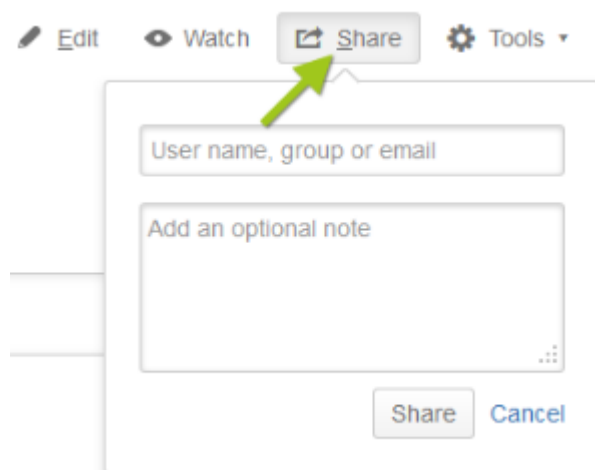 Edit Watch Share Tools
User name, group or email
Add an optional note
Share Cancel